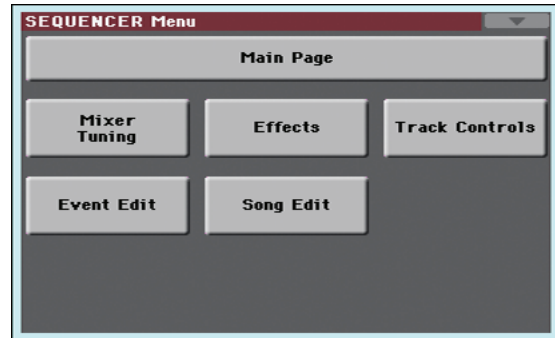 SEQUENCER Menu
Main Page
Mixer
Tuning
Effects
Track Controls
Event Edit
Song Edit